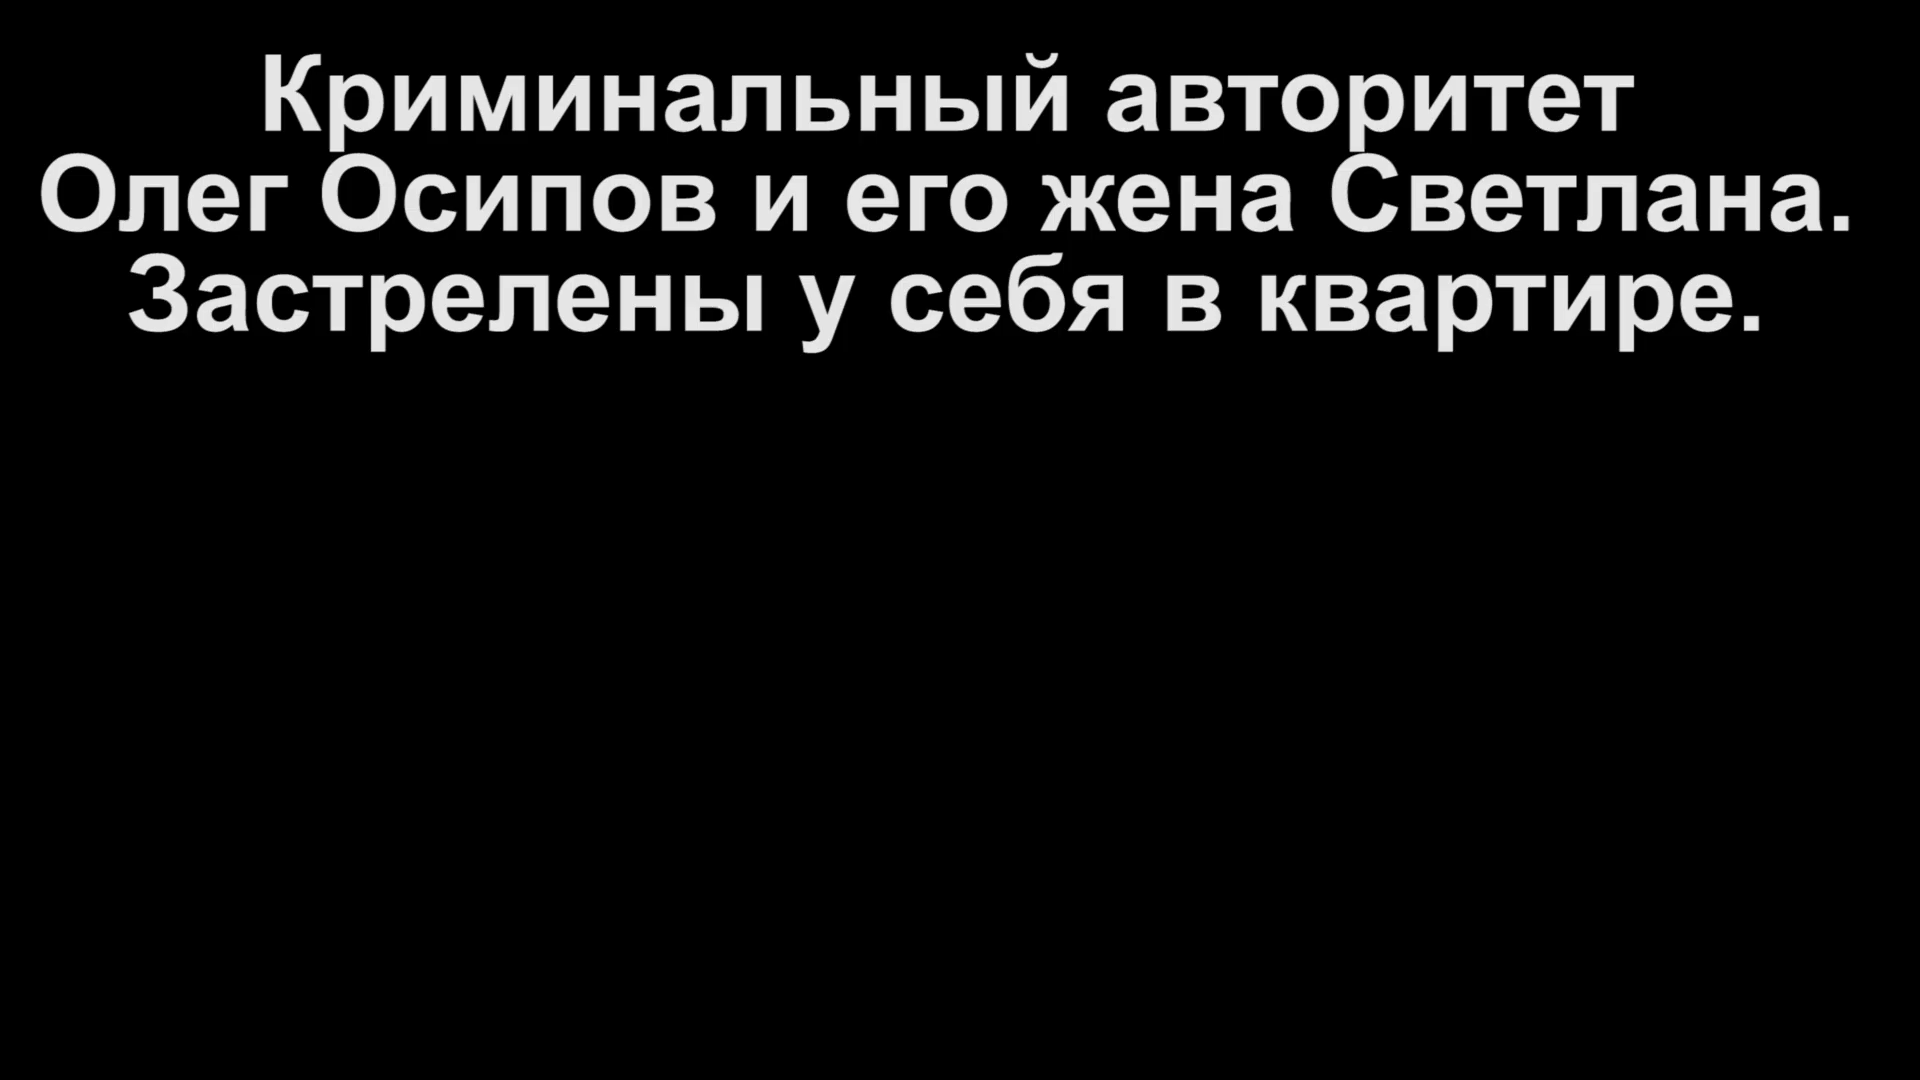 Криминальный авторитет
Олег Осипов и его жена Светлана.
Застрелены у себя в квартире.